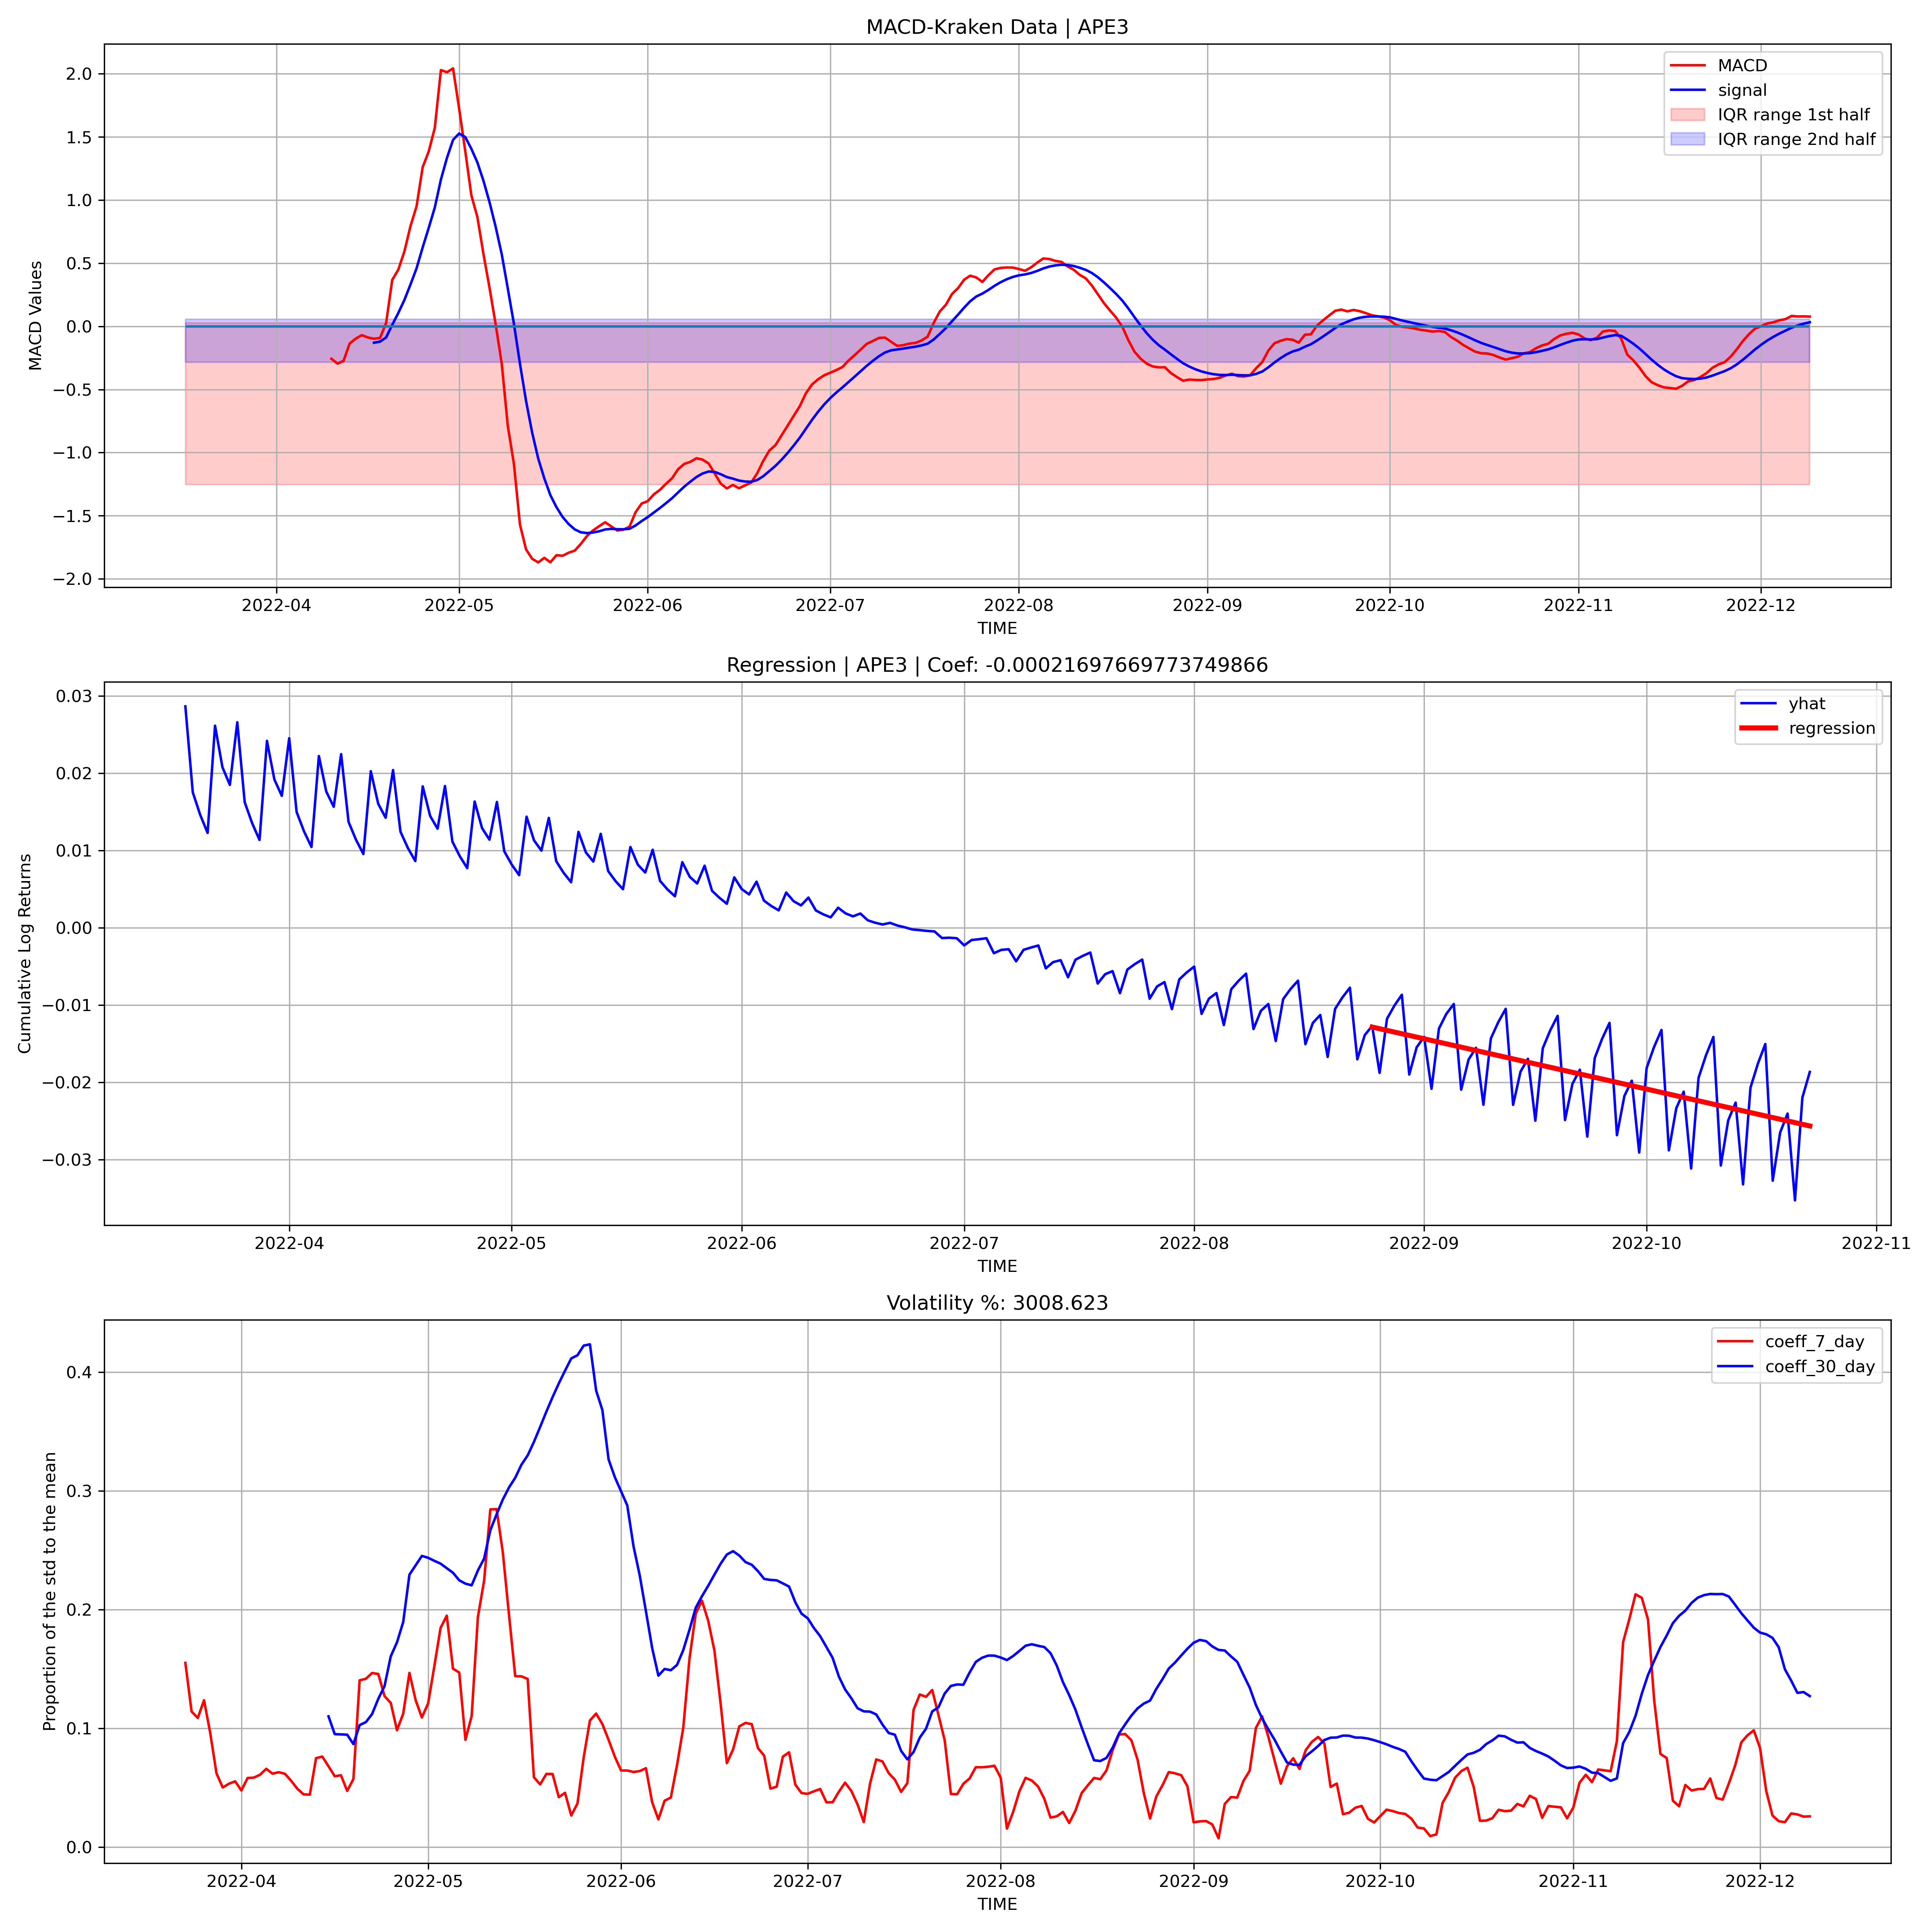 MACD-Kraken Data | APE3
MACD
signal
IQR range 1st half
IQR range 2nd half
2.0
1.5
1.0
0.5
0.0
−0.5
−1.0
−1.5
−2.0
MACD Values
2022-04 2022-05 2022-06 2022-07 2022-08 2022-09 2022-10 2022-11 2022-12
TIME
Regression | APE3 | Coef: -0.00021697669773749866
yhat
regression
0.03
0.02
0.01
0.00
−0.01
−0.02
−0.03
Cumulative Log Returns
2022-04 2022-05 2022-06 2022-07 2022-08 2022-09 2022-10 2022-11
TIME
Volatility %: 3008.623
coeff_7_day
coeff_30_day
0.4
0.3
0.2
0.1
0.0
Proportion of the std to the mean
2022-04 2022-05 2022-06 2022-07 2022-08 2022-09 2022-10 2022-11 2022-12
TIME